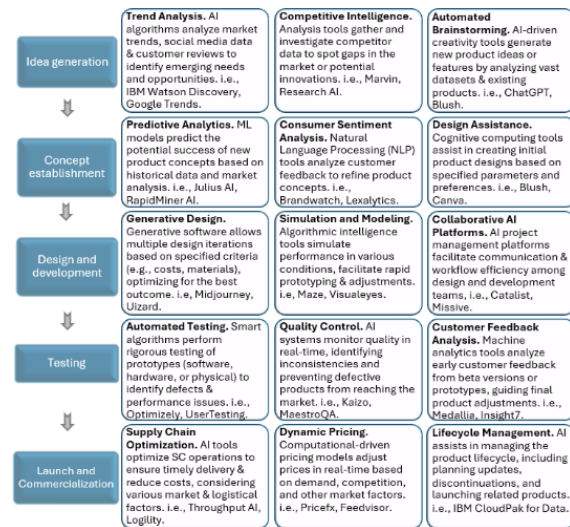 Idea generation
Trend Analysis. AI
algorithms analyze market
trends, social media data
& customer reviews to
identify emerging needs
and opportunities. i.e.,
IBM Watson Discovery,
Google Trends.
Competitive Intelligence.
Analysis tools gather and
investigate competitor
data to spot gaps in the
market or potential
innovations. i.e., Marvin,
Research AI.
Automated
Brainstorming. AI-driven
creativity tools generate
new product ideas or
features by analyzing vast
datasets & existing
products. i.e., ChatGPT,
Blush.
Concept
establishment
Predictive Analytics. ML
models predict the
potential success of new
product concepts based on
historical data and market
analysis. i.e., Julius AI,
RapidMiner AI.
Consumer Sentiment
Analysis. Natural
Language Processing (NLP)
tools analyze customer
feedback to refine product
concepts. i.e.,
Brandwatch, Lexalytics.
Design Assistance.
Cognitive computing tools
assist in creating initial
product designs based on
specified parameters and
preferences. i.e., Blush,
Canva.
Design and
development
Generative Design.
Generative software allows
multiple design iterations
based on specified criteria
(e.g., costs, materials),
optimizing for the best
outcome. i.e, Midjourney,
Uizard.
Simulation and Modeling.
Algorithmic intelligence
tools simulate
performance in various
conditions, facilitate rapid
prototyping & adjustments.
i.e, Maze, Visualeyes.
Collaborative AI
Platforms. AI project
management platforms
facilitate communication &
workflow efficiency among
design and development
teams, i.e., Catalist,
Missive.
Testing
Automated Testing. Smart
algorithms perform
rigorous testing of
prototypes (software,
hardware, or physical) to
identify defects &
performance issues. i.e.,
Optimizely, UserTesting.
Quality Control. AI
systems monitor quality in
real-time, identifying
inconsistencies and
preventing defective
products from reaching the
market. i.e., Kaizo,
MaestroQA.
Customer Feedback
Analysis. Machine
analytics tools analyze
early customer feedback
from beta versions or
prototypes, guiding final
product adjustments. i.e.,
Medallia, Insight7.
Launch and
Commercialization
Supply Chain
Optimization. AI tools
optimize SC operations to
ensure timely delivery &
reduce costs, considering
various market & logistical
factors. i.e., Throughput AI,
Logility.
Dynamic Pricing.
Computational-driven
pricing models adjust
prices in real-time based
on demand, competition,
and other market factors.
i.e., Pricefx, Feedvisor.
Lifecycle Management. AI
assists in managing the
product lifecycle, including
planning updates,
discontinuations, and
launching related products.
i.e., IBM CloudPak for Data.